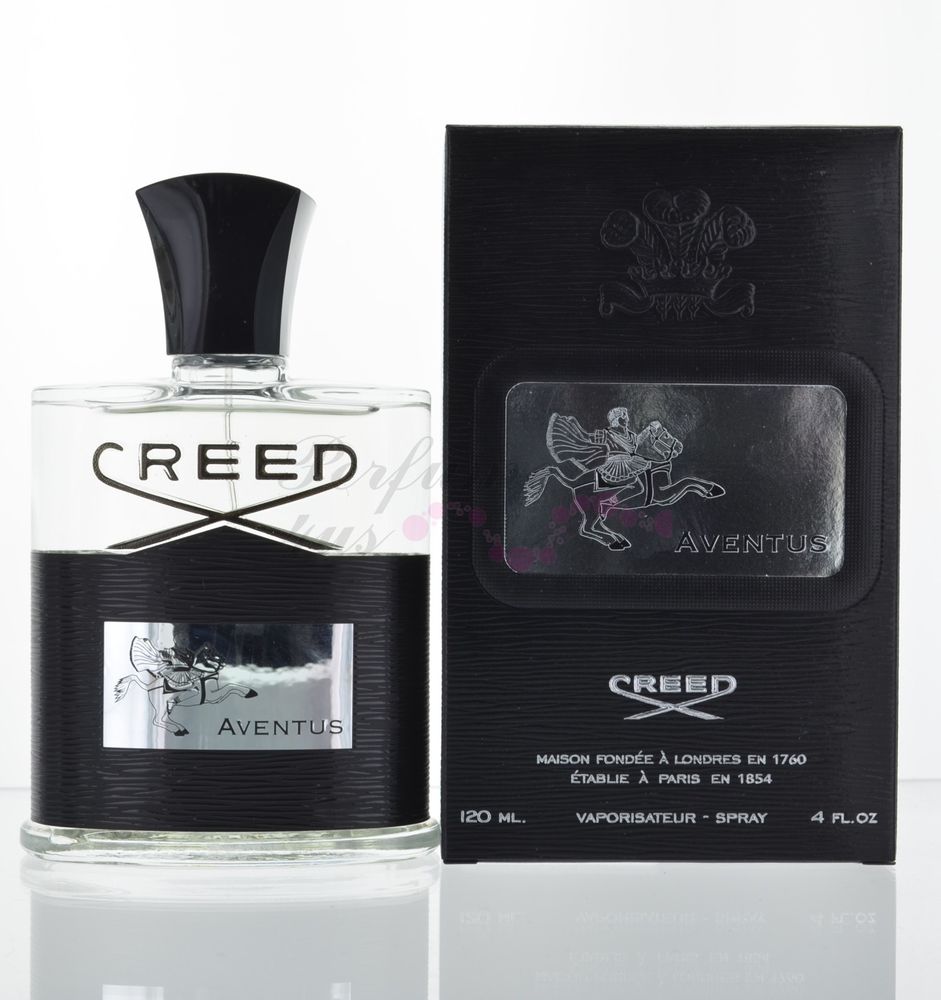 CREED
AVENTUS
AVENTUS
CREED
MAISON FONDÉE À LONDRES EN 1760
ÉTABLIE À PARIS EN 1854
120 ML. VAPORISATEUR - SPRAY 4 FL.OZ